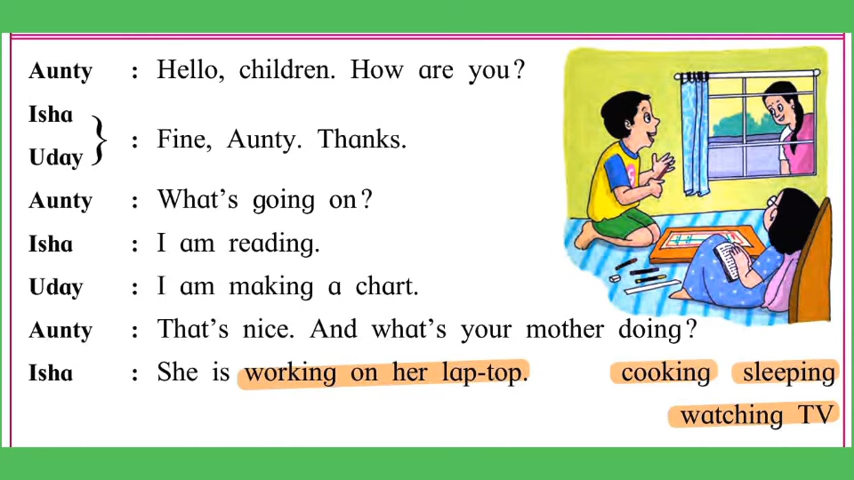 Aunty : Hello, children. How are you?
Isha
Uday } : Fine, Aunty. Thanks.
Aunty : What's going on?
Isha : I am reading.
Uday : I am making a chart.
Aunty : That's nice. And what's your mother doing?
Isha : She is working on her lap-top. cooking sleeping
watching TV